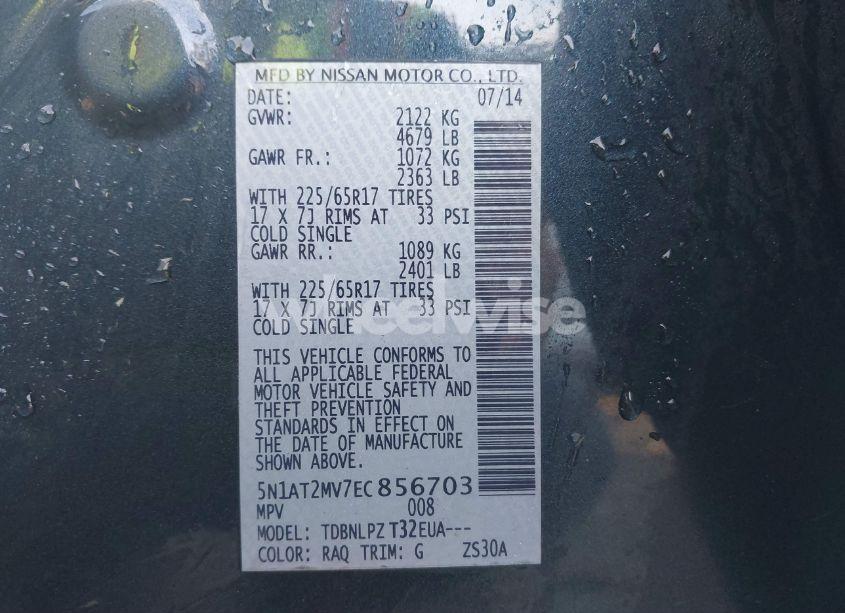 MFD BY NISSAN MOTOR CO., LTD.
DATE: 07/14
GVWR: 2122 KG
4679 LB
GAWR FR.: 1072 KG
2363 LB
WITH 225/65R17 TIRES
17 X 7J RIMS AT 33 PSI
COLD SINGLE
GAWR RR.: 1089 KG
2401 LB
WITH 225/65R17 TIRES
17 X 7J RIMS AT 33 PSI
COLD SINGLE
wheelwise
THIS VEHICLE CONFORMS TO
ALL APPLICABLE FEDERAL
MOTOR VEHICLE SAFETY AND
THEFT PREVENTION
STANDARDS IN EFFECT ON
THE DATE OF MANUFACTURE
SHOWN ABOVE.
5N1AT2MV7EC856703
MPV 008
MODEL: TDBNLPZ T32EUA---
COLOR: RAQ TRIM: G ZS30A